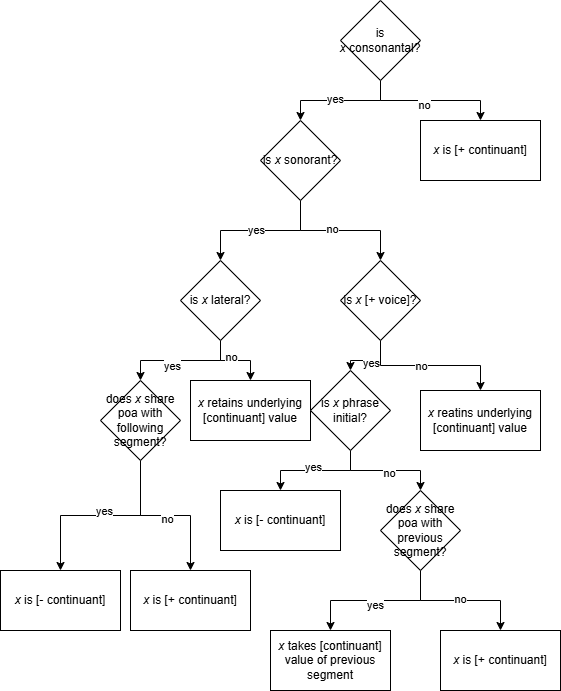 is
x consonantal?
yes
no
is x sonorant?
x is [+ continuant]
yes
no
is x lateral?
is x [+ voice]?
yes
no
yes
no
does x share
poa with
following
segment?
x retains underlying
[continuant] value
is x phrase
initial?
x reatins underlying
[continuant] value
yes
no
yes
no
x is [- continuant]
does x share
poa with
previous
segment?
x is [- continuant]
x is [+ continuant]
yes
no
x takes [continuant]
value of previous
segment
x is [+ continuant]